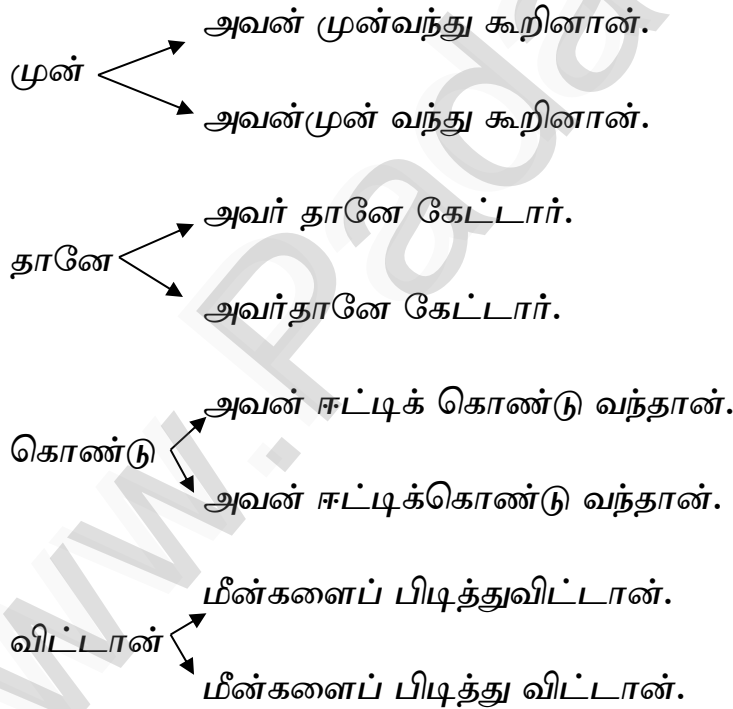 அவன் முன்வந்து கூறினான்.
முன்
அவன்முன் வந்து கூறினான்.
அவர் தானே கேட்டார்.
தானே
அவர்தானே கேட்டார்.
அவன் ஈட்டிக் கொண்டு வந்தான்.
கொண்டு
அவன் ஈட்டிக்கொண்டு வந்தான்.
மீன்களைப் பிடித்துவிட்டான்.
விட்டான்
மீன்களைப் பிடித்து விட்டான்.